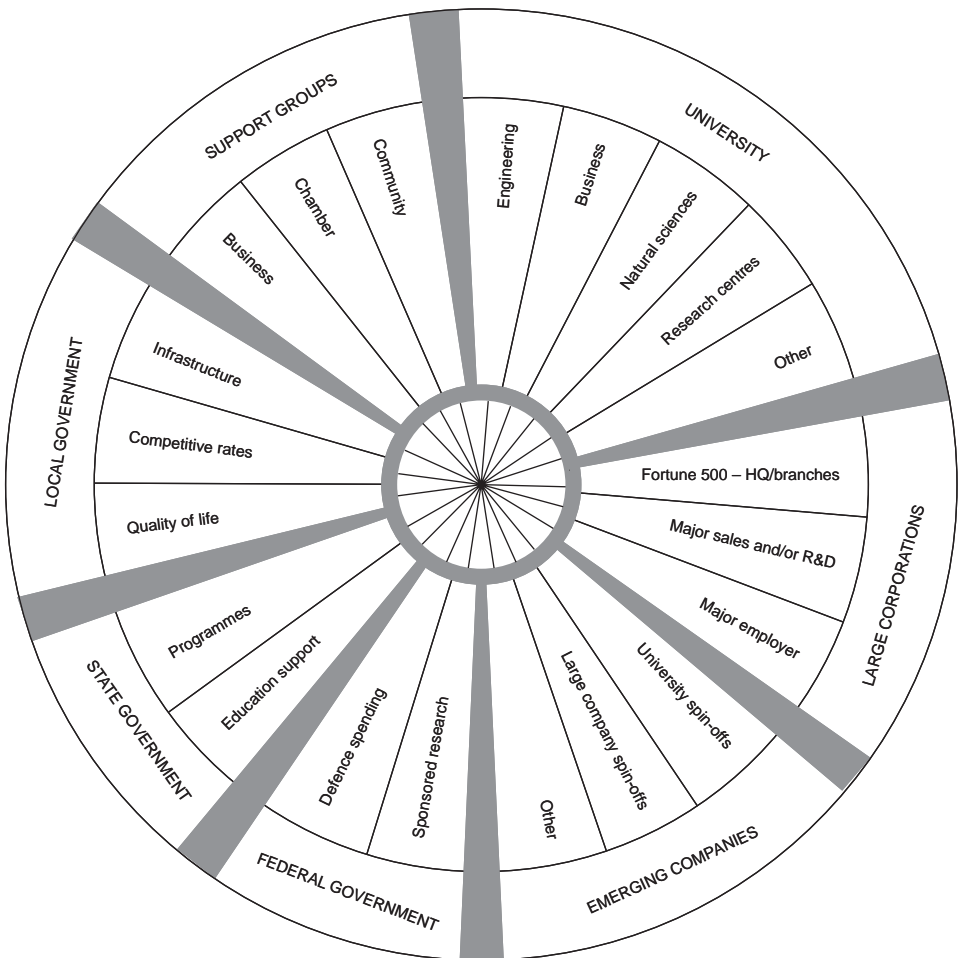 UNIVERSITY
Engineering
Business
Natural sciences
Research centres
Other
LARGE CORPORATIONS
Fortune 500 – HQ/branches
Major sales and/or R&D
Major employer
EMERGING COMPANIES
University spin-offs
Large company spin-offs
Other
FEDERAL GOVERNMENT
Sponsored research
Defence spending
STATE GOVERNMENT
Education support
Programmes
LOCAL GOVERNMENT
Quality of life
Competitive rates
Infrastructure
SUPPORT GROUPS
Business
Chamber
Community